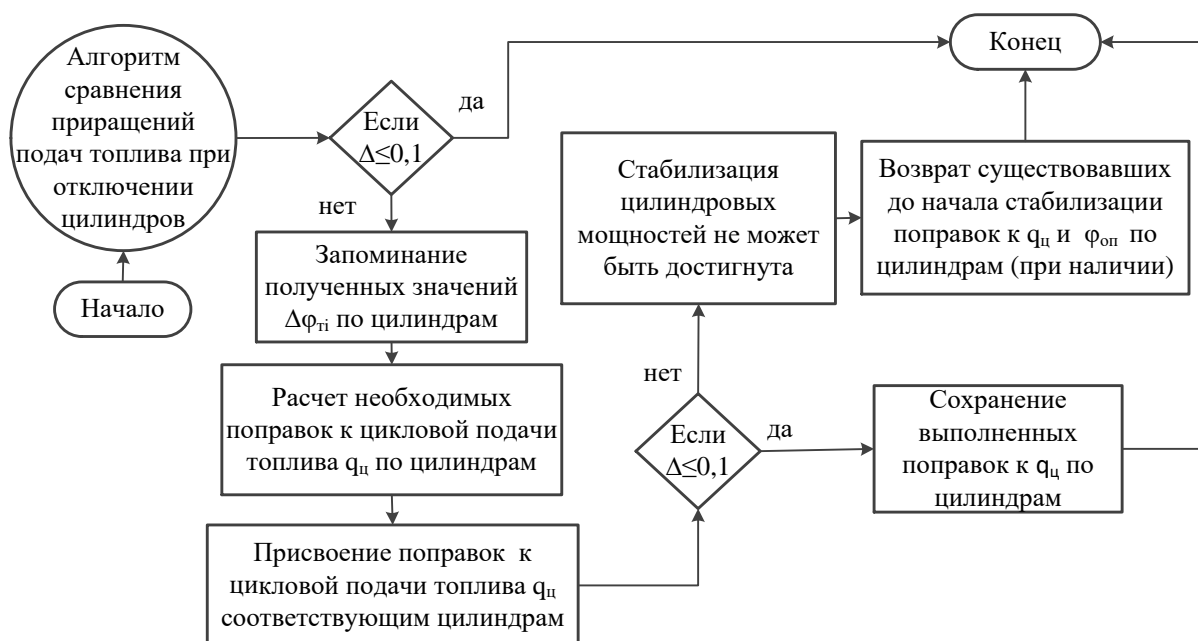 Алгоритм
сравнения
приращений
подач топлива при
отключении
цилиндров
Начало
Если
Δ≤0,1
да
нет
Конец
Запоминание
полученных значений
Δφтi по цилиндрам
Расчет необходимых
поправок к цикловой подачи
топлива qц по цилиндрам
Присвоение поправок к
цикловой подачи топлива qц
соответствующим цилиндрам
Если
Δ≤0,1
нет
да
Стабилизация
цилиндровых
мощностей не может
быть достигнута
Возврат существовавших
до начала стабилизации
поправок к qц и φоп по
цилиндрам (при наличии)
Сохранение
выполненных
поправок к qц по
цилиндрам